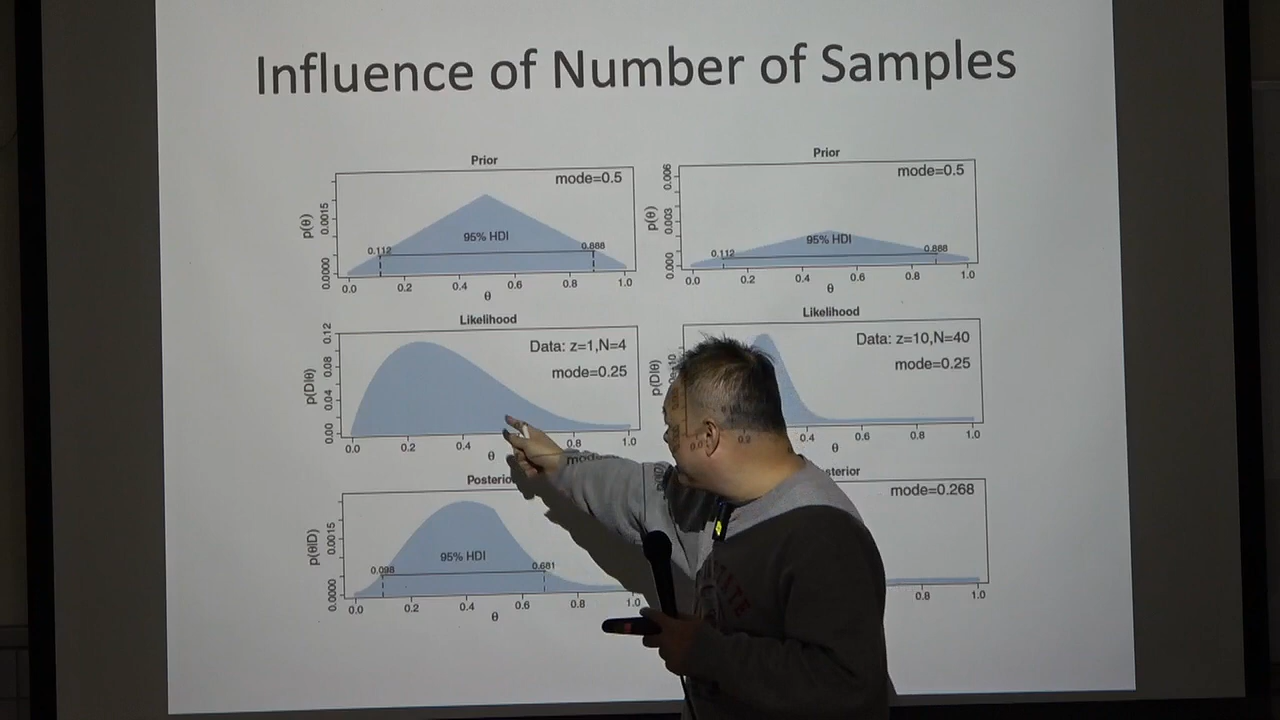 Influence of Number of Samples
Prior
mode=0.5
p(θ)
0.0000 0.0015
95% HDI
0.112
0.888
0.0 0.2 0.4 0.6 0.8 1.0
θ
Prior
mode=0.5
p(θ)
0.000 0.003 0.006
95% HDI
0.112
0.888
0.0 0.2 0.4 0.6 0.8 1.0
θ
Likelihood
Data: z=1,N=4
mode=0.25
p(D|θ)
0.00 0.04 0.08 0.12
0.0 0.2 0.4 0.8 1.0
θ
Likelihood
Data: z=10,N=40
mode=0.25
p(D|θ)
0.0 0.2 0.4 0.6 0.8 1.0
θ
p(θ|D)
0.0000 0.0015
95% HDI
0.098
0.681
0.0 0.2 0.4 0.6 0.8 1.0
θ
mode=0.268
0.8 1.0
STATE